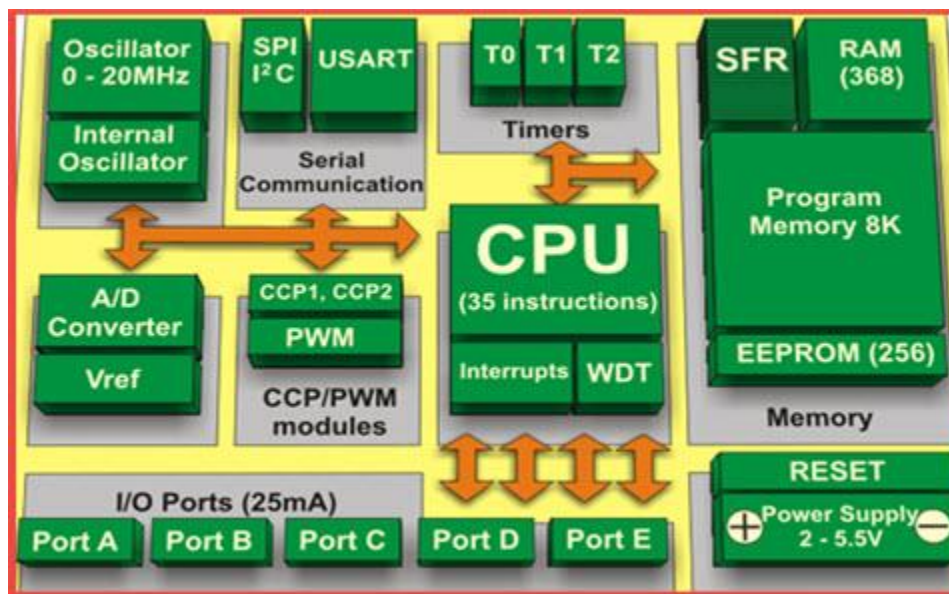 Oscillator
0 - 20MHz
Internal
Oscillator
SPI
I²C
USART
Serial
Communication
T0 T1 T2
Timers
SFR
RAM
(368)
Program
Memory 8K
EEPROM (256)
Memory
A/D
Converter
Vref
CCP1, CCP2
PWM
CCP/PWM
modules
CPU
(35 instructions)
Interrupts
WDT
I/O Ports (25mA)
Port A
Port B
Port C
Port D
Port E
RESET
+ Power Supply −
2 - 5.5V